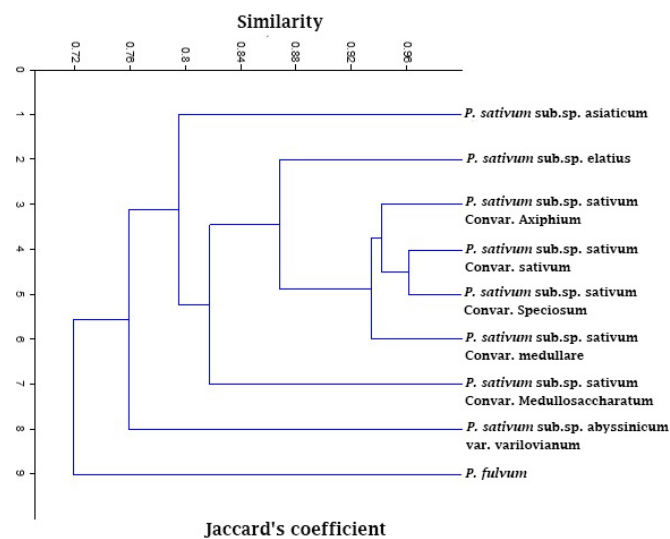 Similarity
0.72 0.76 0.8 0.84 0.88 0.92 0.96
0
1
P. sativum sub.sp. asiaticum
2
P. sativum sub.sp. elatius
3
P. sativum sub.sp. sativum
Convar. Axiphium
4
P. sativum sub.sp. sativum
Convar. sativum
5
P. sativum sub.sp. sativum
Convar. Speciosum
6
P. sativum sub.sp. sativum
Convar. medullare
7
P. sativum sub.sp. sativum
Convar. Medullosaccharatum
8
P. sativum sub.sp. abyssinicum
var. varilovianum
9
P. fulvum
Jaccard's coefficient